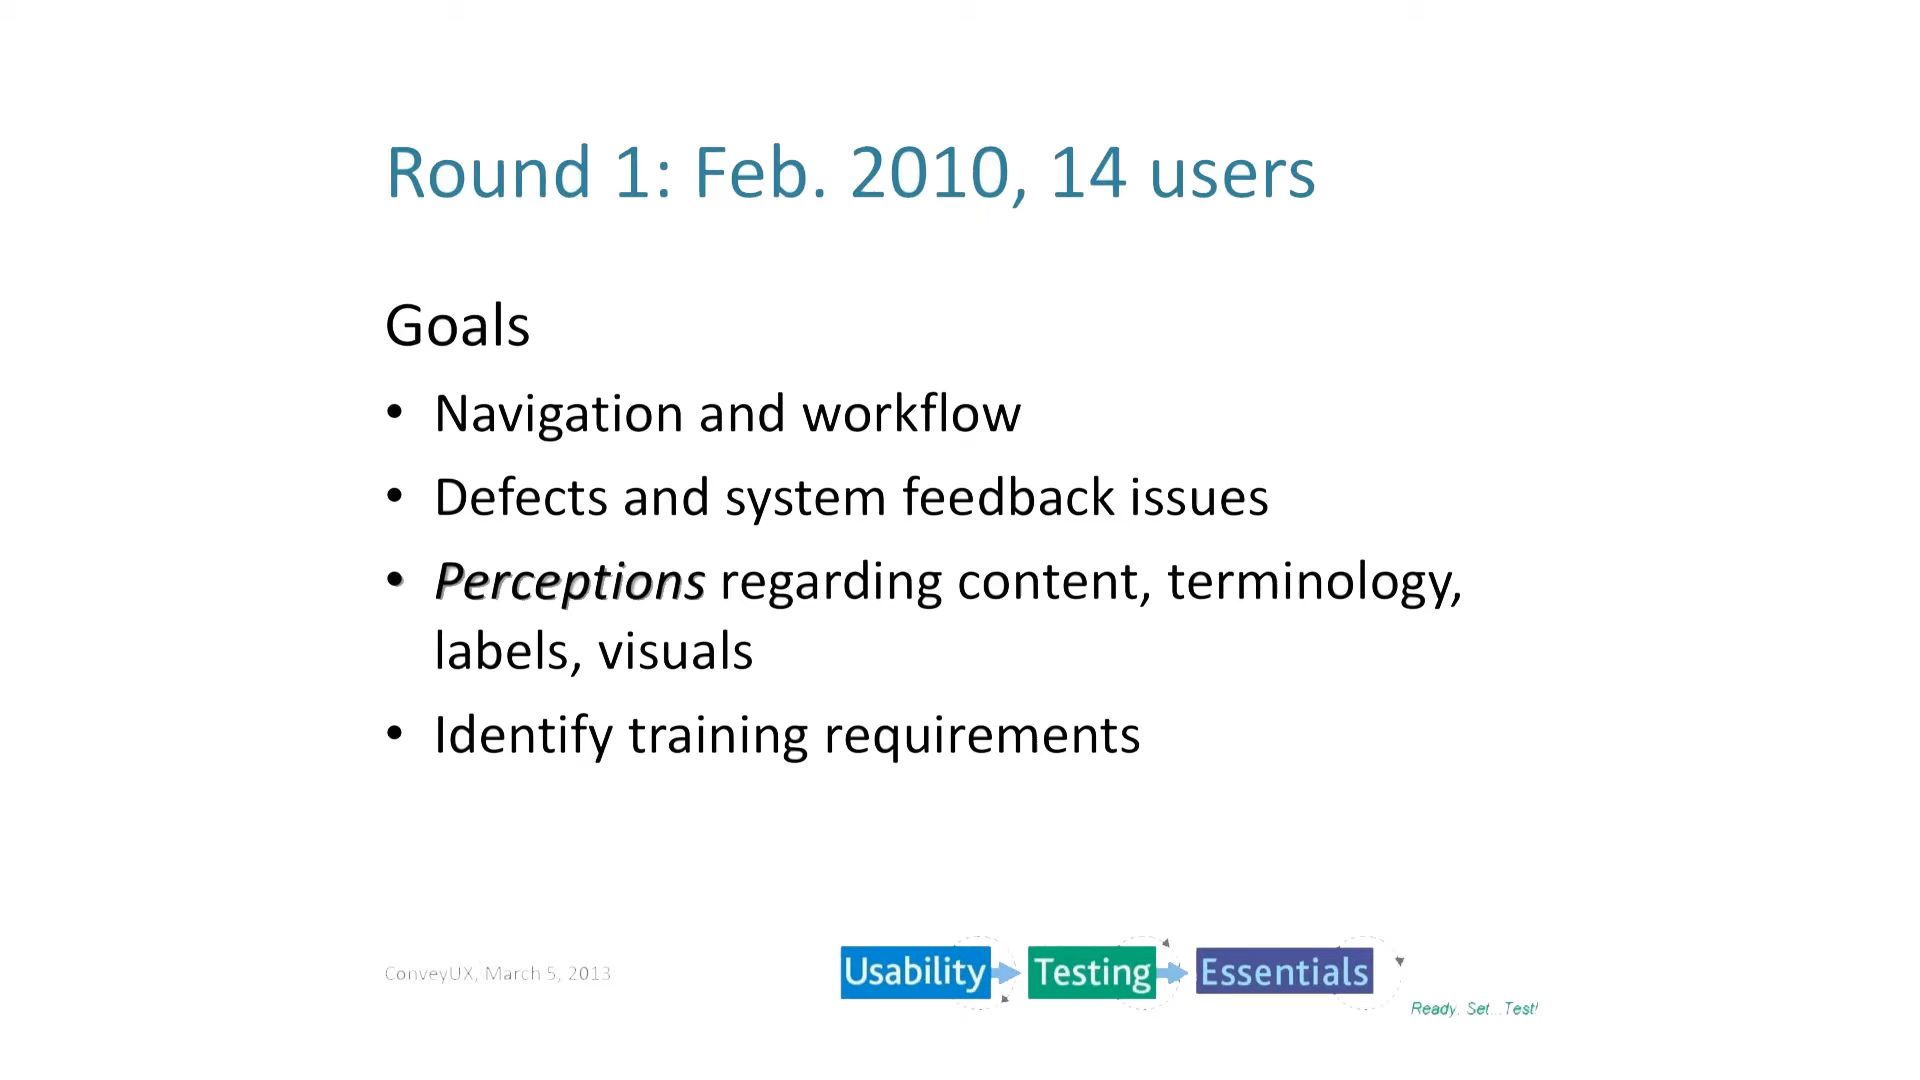 Round 1: Feb. 2010, 14 users
Goals
• Navigation and workflow
• Defects and system feedback issues
• Perceptions regarding content, terminology,
labels, visuals
• Identify training requirements
ConveyUX, March 5, 2013
Usability Testing Essentials
Ready. Set...Test!